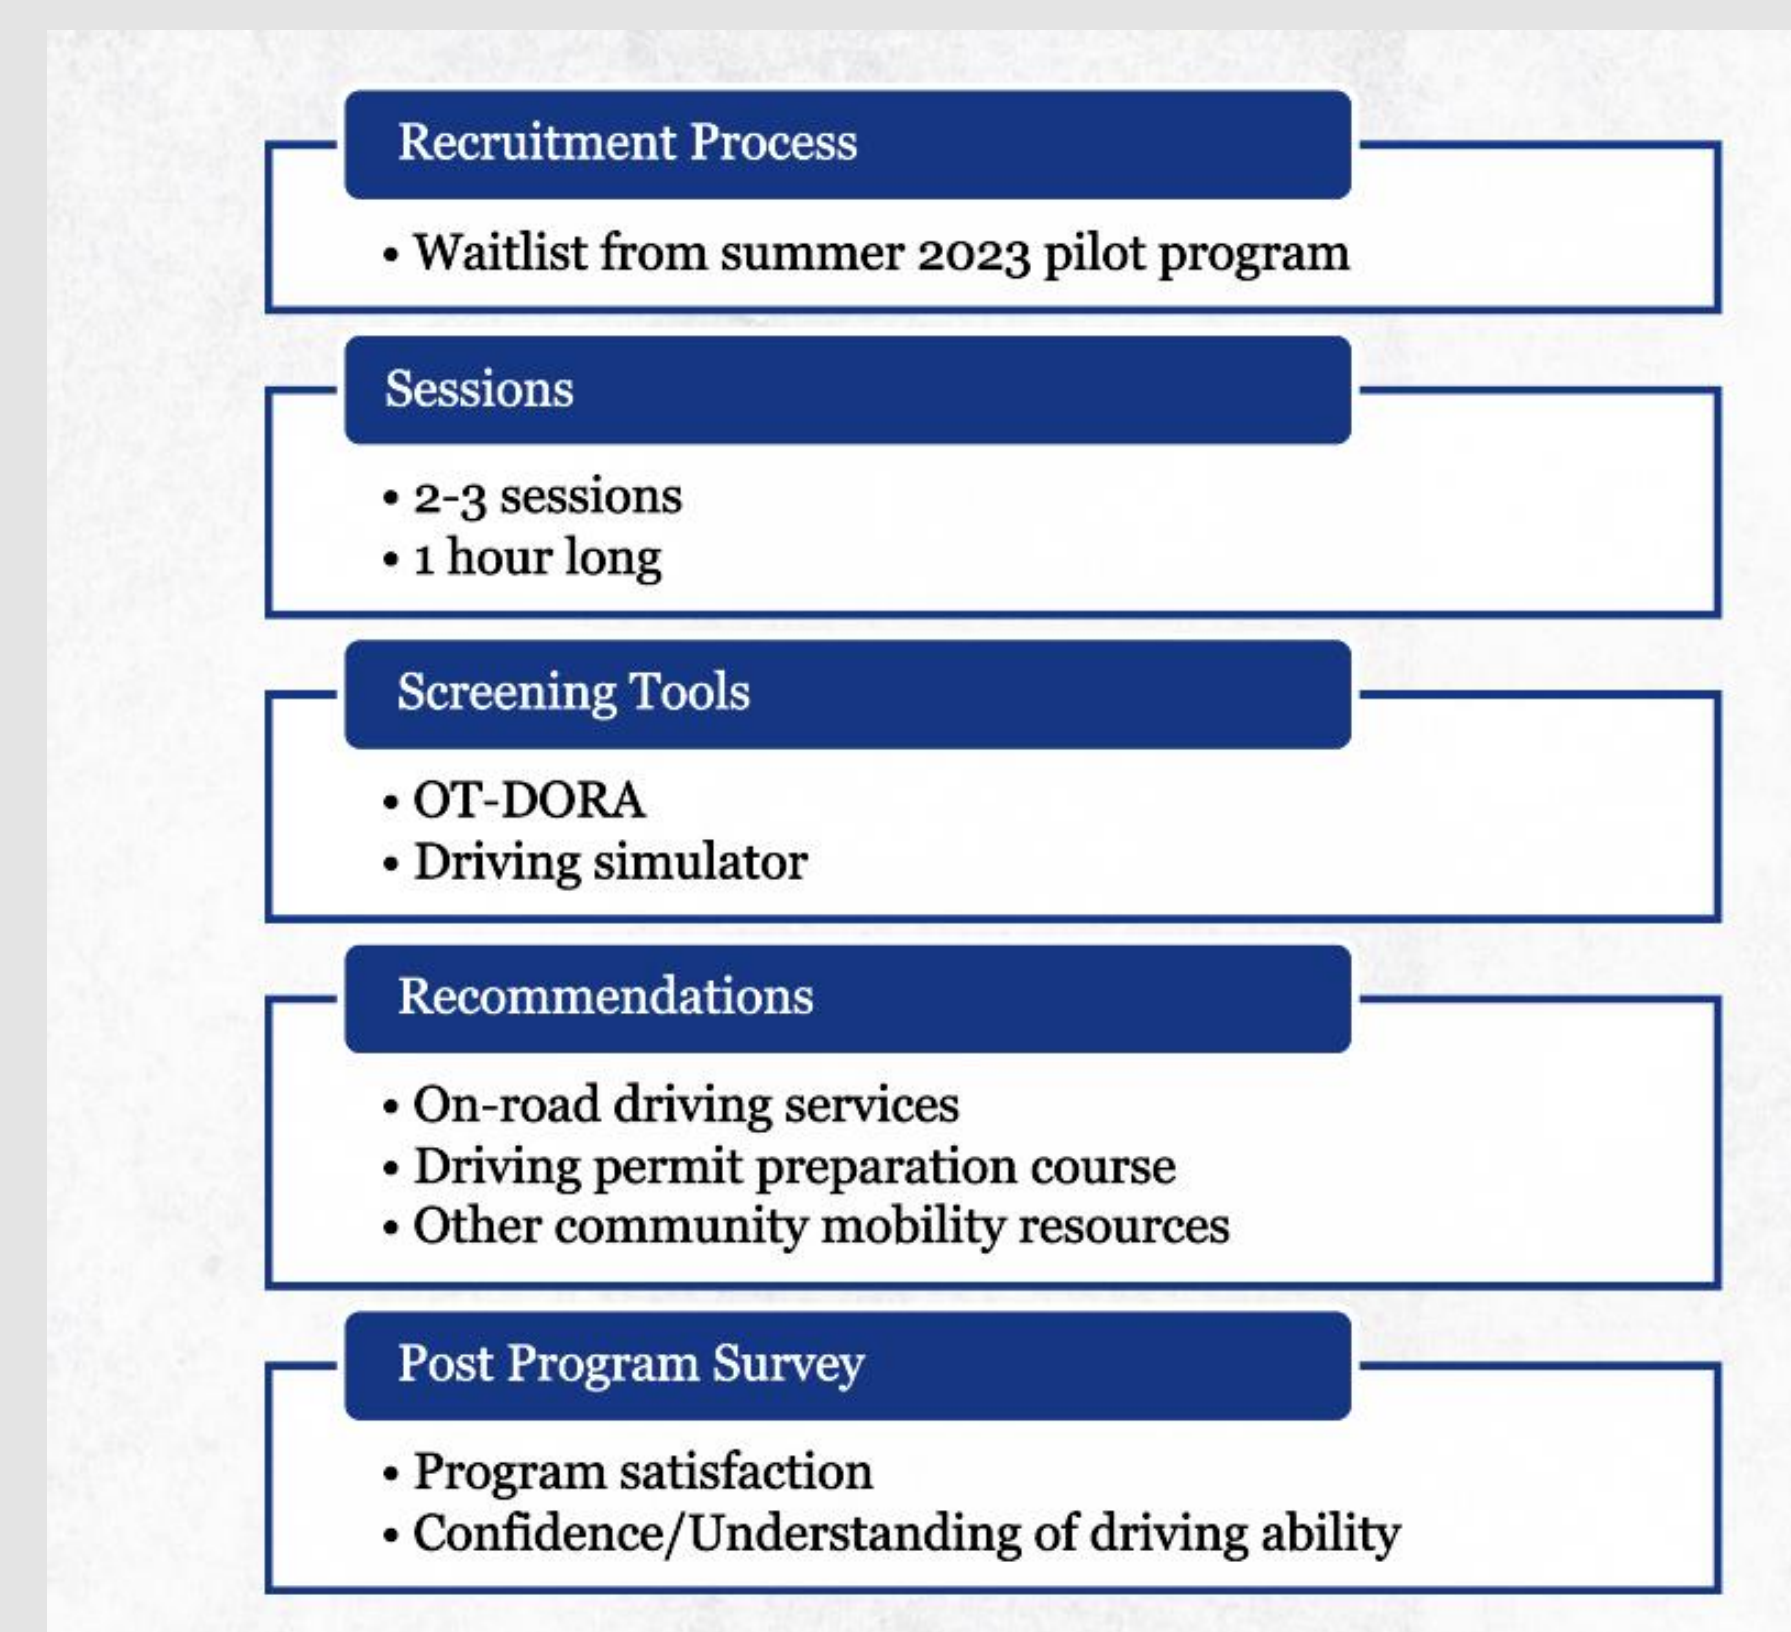 Recruitment Process
• Waitlist from summer 2023 pilot program
Sessions
• 2-3 sessions
• 1 hour long
Screening Tools
• OT-DORA
• Driving simulator
Recommendations
• On-road driving services
• Driving permit preparation course
• Other community mobility resources
Post Program Survey
• Program satisfaction
• Confidence/Understanding of driving ability